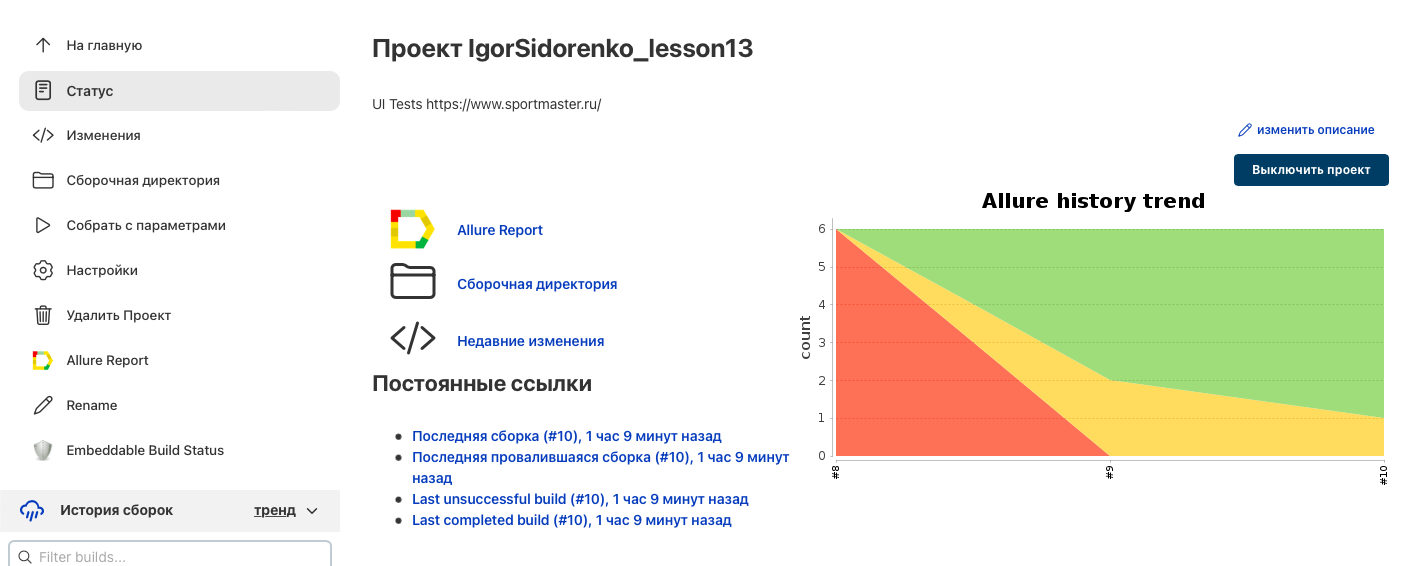 На главную
Статус
Изменения
Сборочная директория
Собрать с параметрами
Настройки
Удалить Проект
Allure Report
Rename
Embeddable Build Status
История сборок
тренд
Filter builds...
Проект IgorSidorenko_lesson13
UI Tests https://www.sportmaster.ru/
изменить описание
Выключить проект
Allure Report
Сборочная директория
Недавние изменения
Постоянные ссылки
Последняя сборка (#10), 1 час 9 минут назад
Последняя провалившаяся сборка (#10), 1 час 9 минут
назад
Last unsuccessful build (#10), 1 час 9 минут назад
Last completed build (#10), 1 час 9 минут назад
Allure history trend
count
6
5
4
3
2
1
0
#8
#9
#10